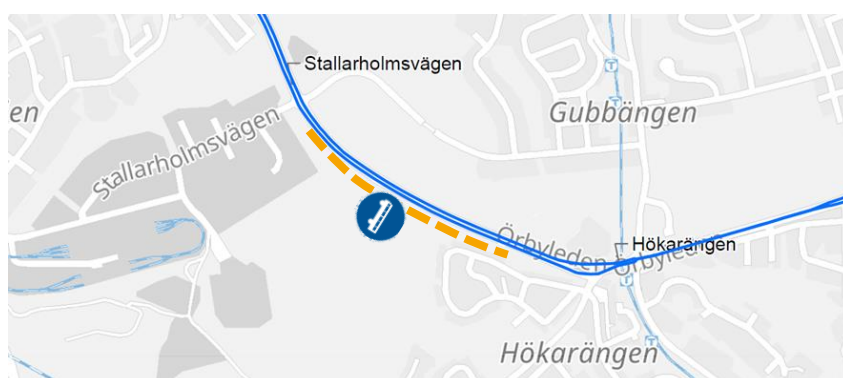 Stallarholmsvägen
en
Gubbängen
Stallarholmsvägen
Örbyleden
Örbyleden
Hökarängen
Hökarängen